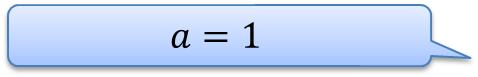 a = 1